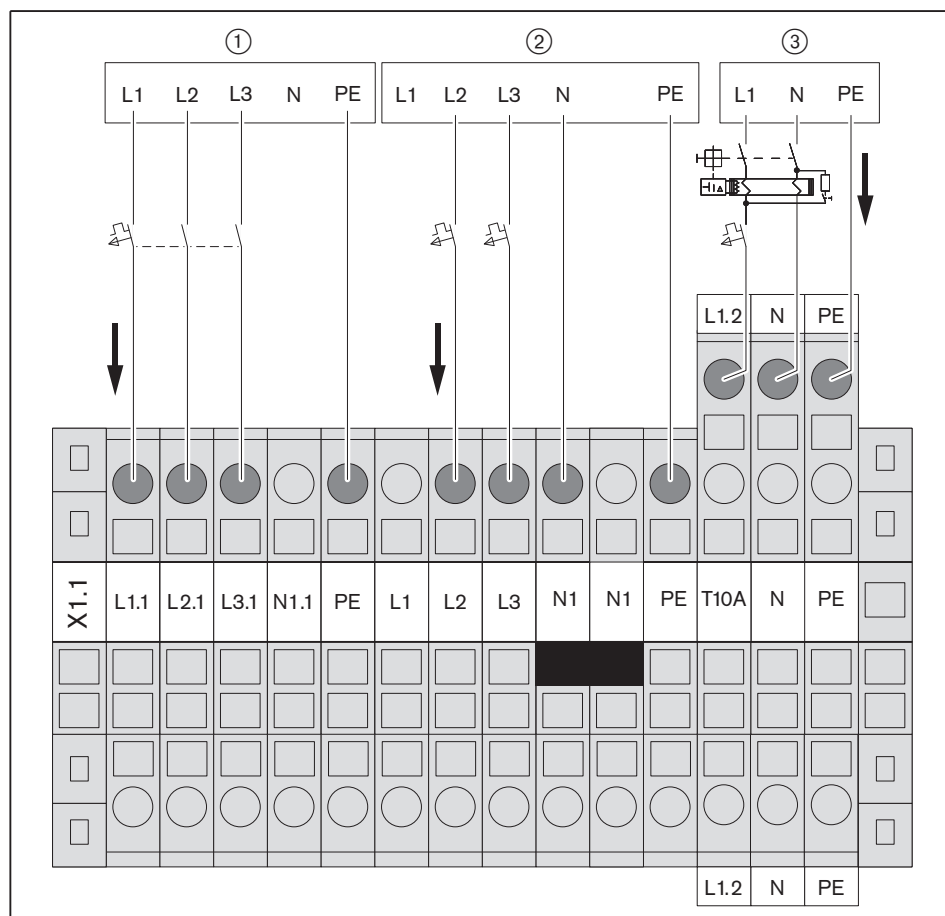 ① ② ③
L1 L2 L3 N PE L1 L2 L3 N PE L1 N PE
L1.2 N PE
X1.1 L1.1 L2.1 L3.1 N1.1 PE L1 L2 L3 N1 N1 PE T10A N PE
L1.2 N PE